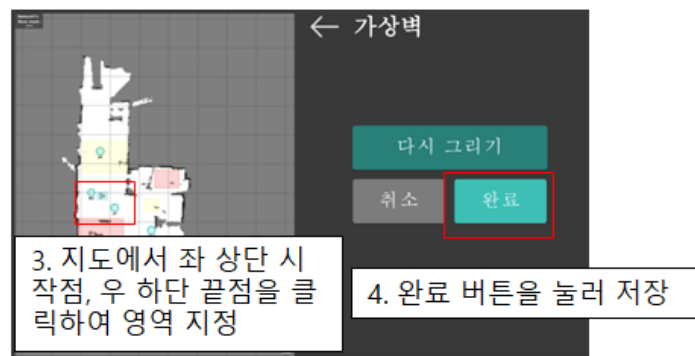 ← 가상벽
다시 그리기
취소
완료
3. 지도에서 좌 상단 시
작점, 우 하단 끝점을 클
릭하여 영역 지정
4. 완료 버튼을 눌러 저장